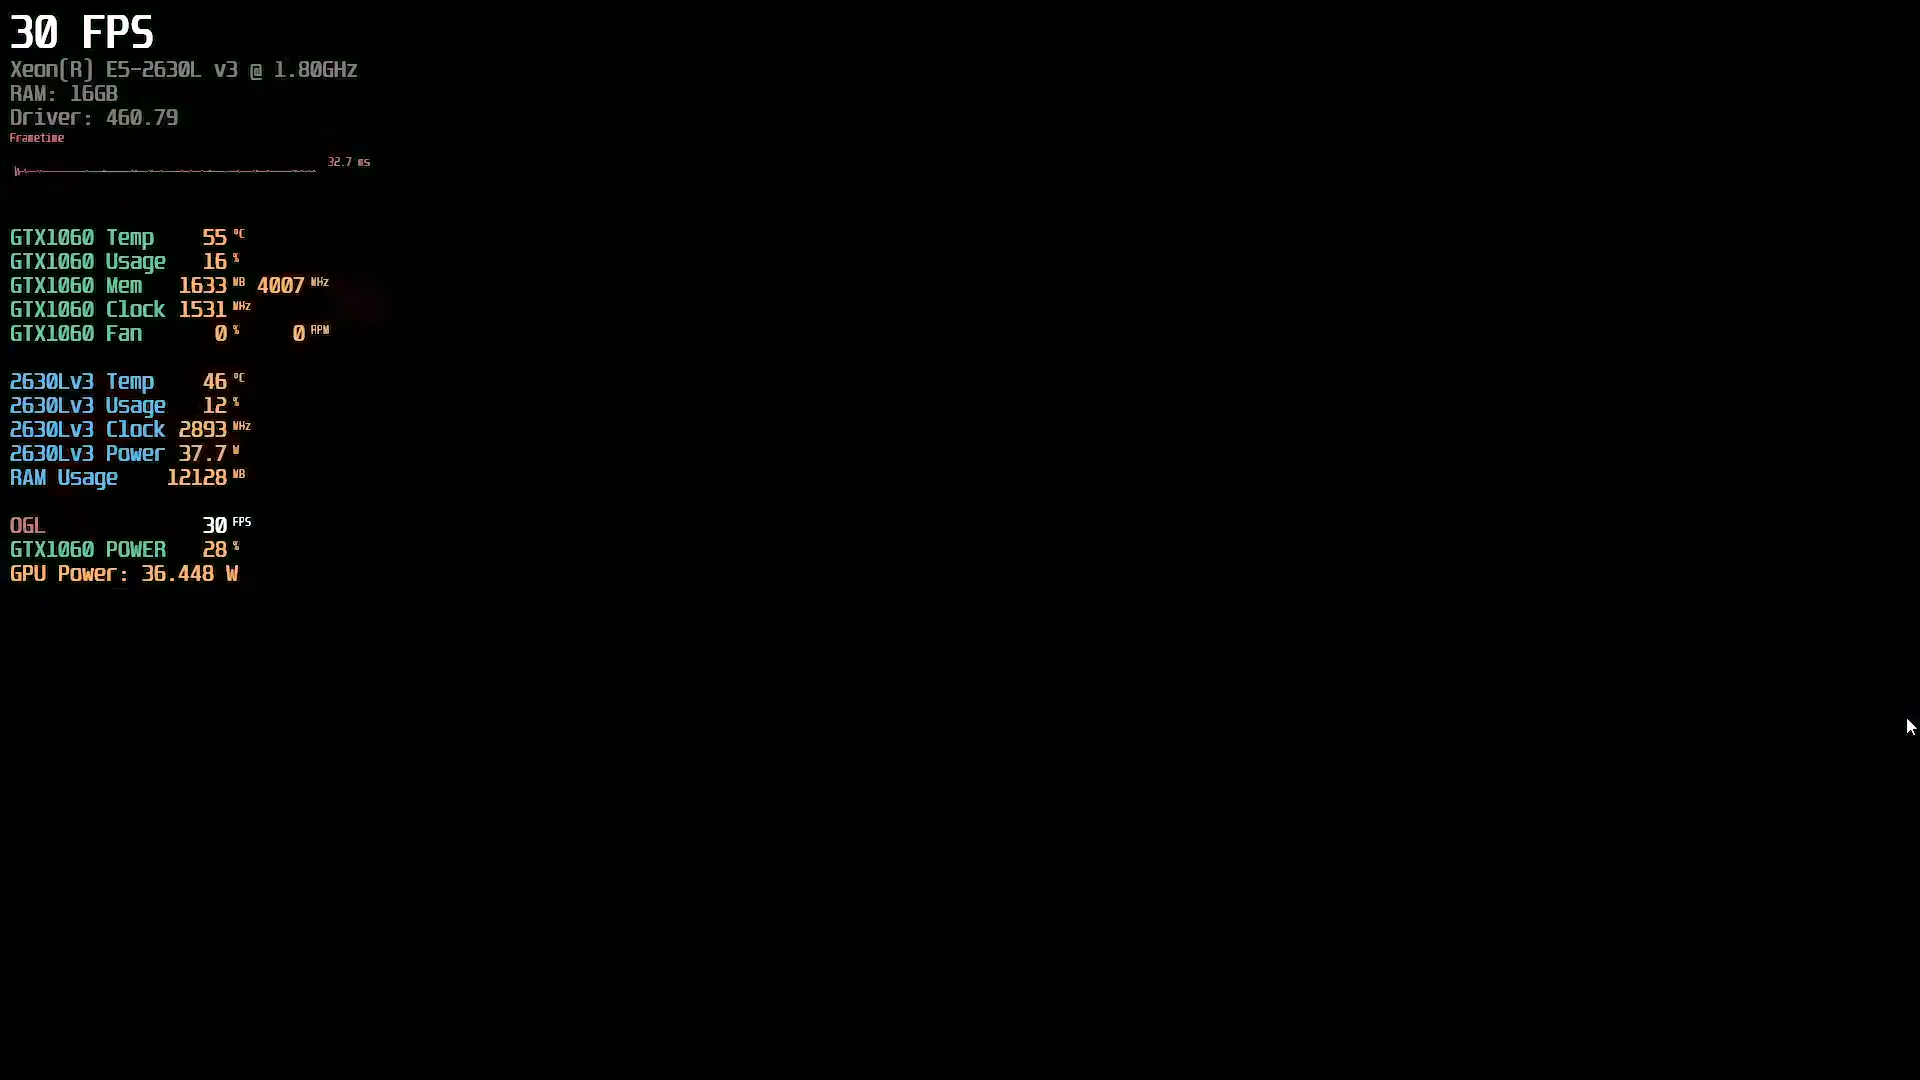 30 FPS
Xeon(R) E5-2630L v3 @ 1.80GHz
RAM: 16GB
Driver: 460.79
Frametime
32.7 ms
GTX1060 Temp 55 °C
GTX1060 Usage 16 %
GTX1060 Mem 1633 MB 4007 MHz
GTX1060 Clock 1531 MHz
GTX1060 Fan 0 % 0 RPM
2630Lv3 Temp 46 °C
2630Lv3 Usage 12 %
2630Lv3 Clock 2893 MHz
2630Lv3 Power 37.7 W
RAM Usage 12128 MB
OGL 30 FPS
GTX1060 POWER 28 %
GPU Power: 36.448 W